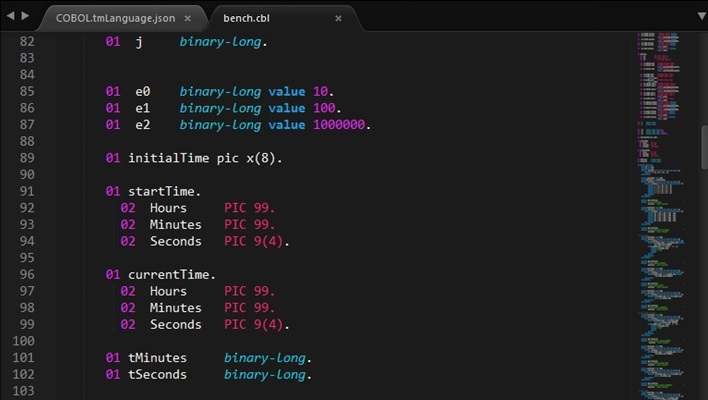 COBOL.tmLanguage.json × bench.cbl ×
82 01 j binary-long.
83
84
85 01 e0 binary-long value 10.
86 01 e1 binary-long value 100.
87 01 e2 binary-long value 1000000.
88
89 01 initialTime pic x(8).
90
91 01 startTime.
92 02 Hours PIC 99.
93 02 Minutes PIC 99.
94 02 Seconds PIC 9(4).
95
96 01 currentTime.
97 02 Hours PIC 99.
98 02 Minutes PIC 99.
99 02 Seconds PIC 9(4).
100
101 01 tMinutes binary-long.
102 01 tSeconds binary-long.
103